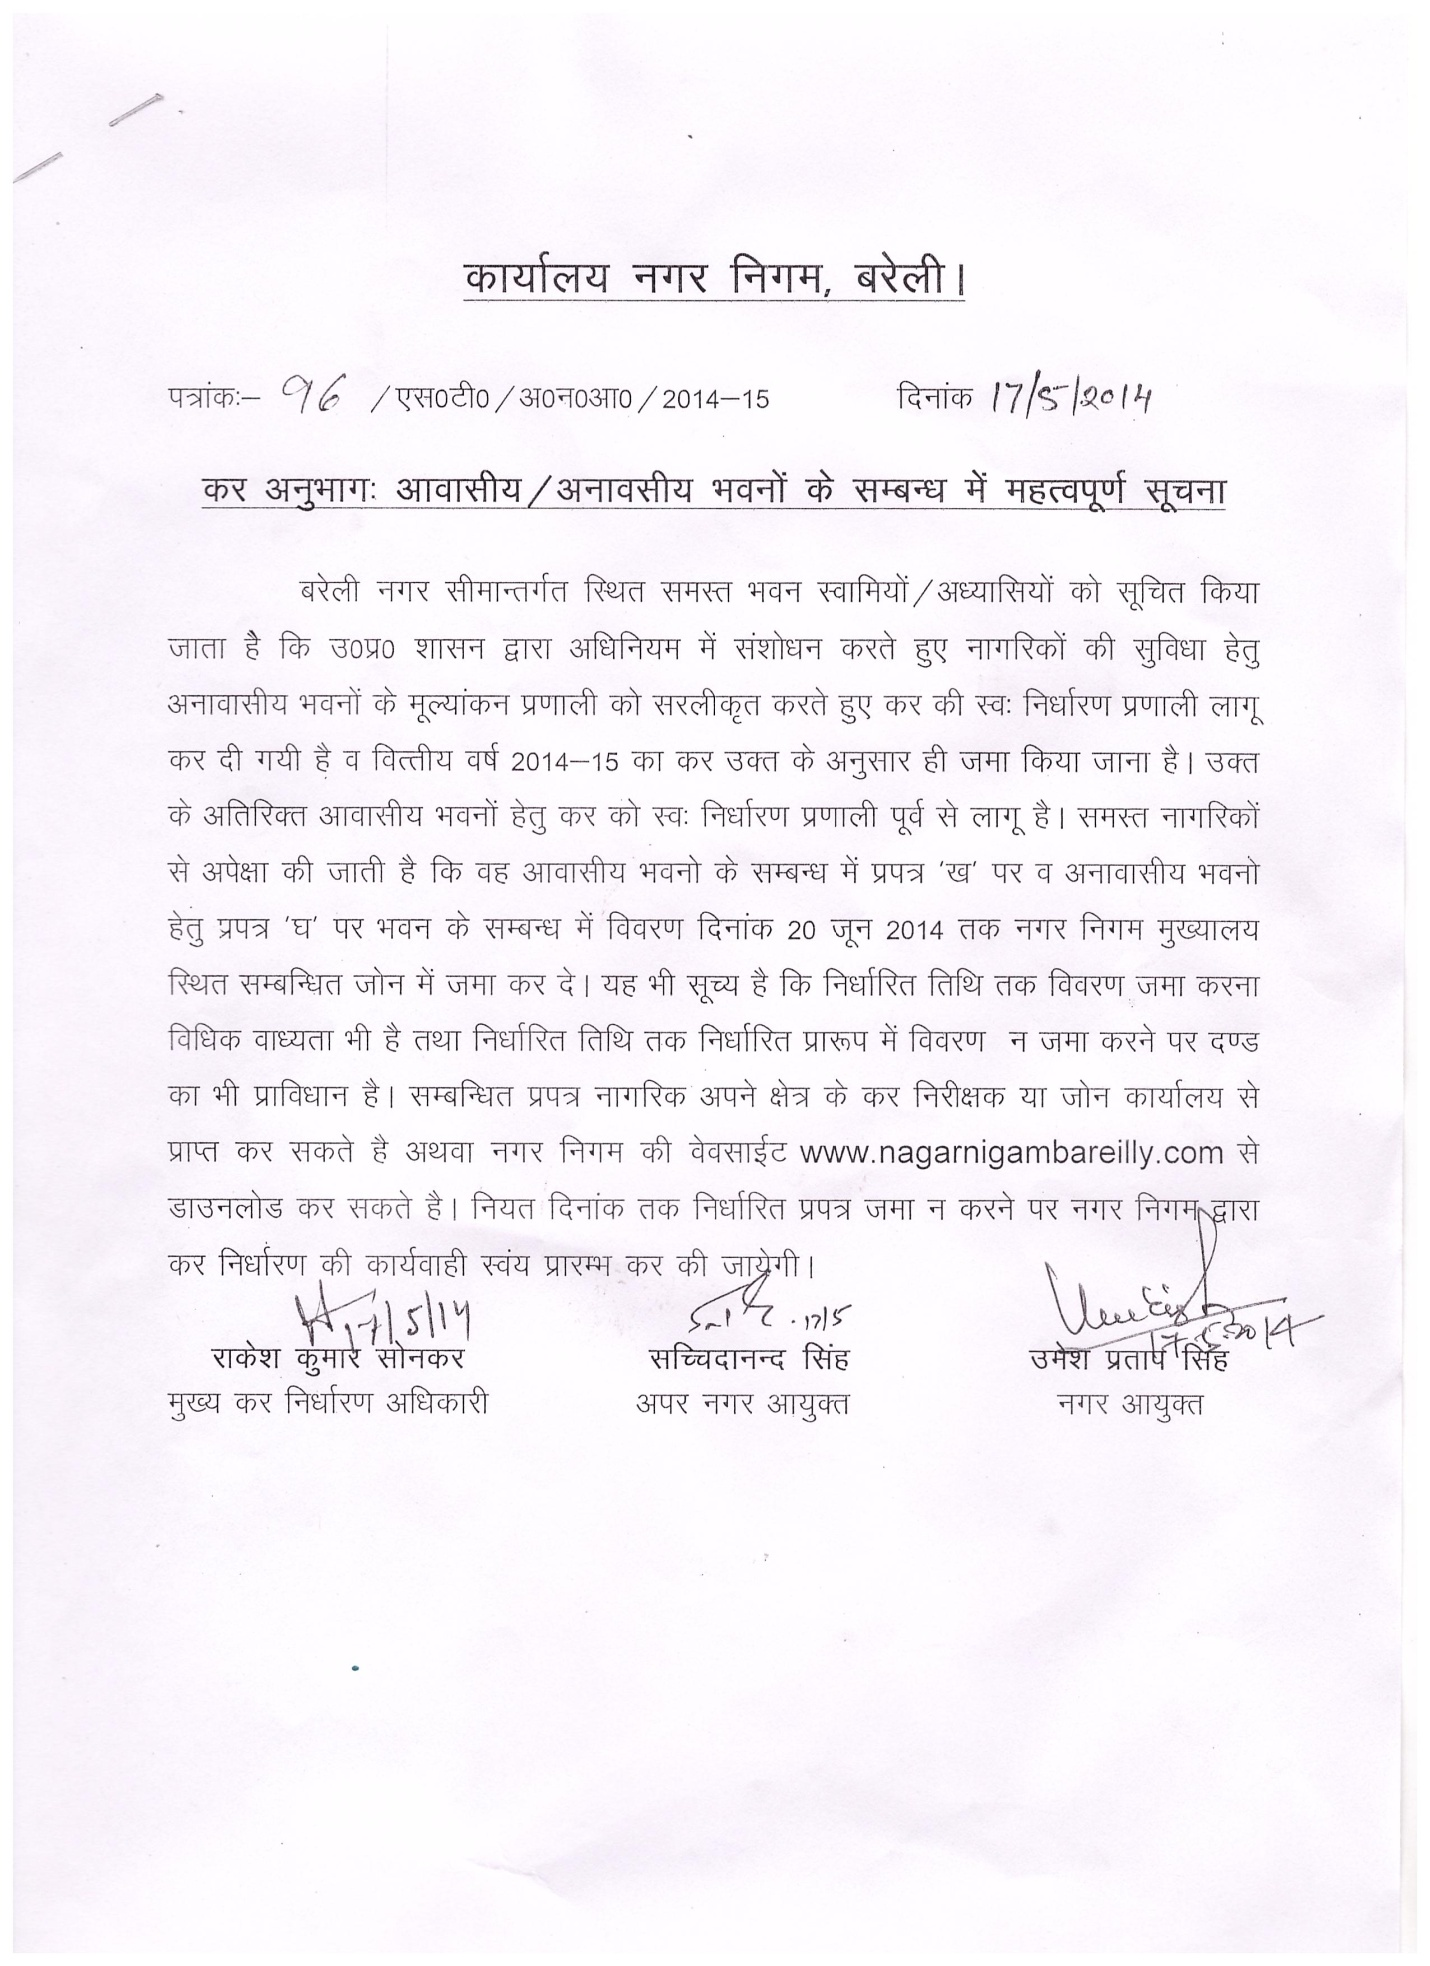 कार्यालय नगर निगम, बरेली।
पत्रांकः– 96 /एस0टी0/अ0न0आ0/2014–15 दिनांक 17/5/2014
कर अनुभागः आवासीय/अनावसीय भवनों के सम्बन्ध में महत्वपूर्ण सूचना
बरेली नगर सीमान्तर्गत स्थित समस्त भवन स्वामियों/अध्यासियों को सूचित किया
जाता है कि उ0प्र0 शासन द्वारा अधिनियम में संशोधन करते हुए नागरिकों की सुविधा हेतु
अनावासीय भवनों के मूल्यांकन प्रणाली को सरलीकृत करते हुए कर की स्वः निर्धारण प्रणाली लागू
कर दी गयी है व वित्तीय वर्ष 2014–15 का कर उक्त के अनुसार ही जमा किया जाना है। उक्त
के अतिरिक्त आवासीय भवनों हेतु कर को स्वः निर्धारण प्रणाली पूर्व से लागू है। समस्त नागरिकों
से अपेक्षा की जाती है कि वह आवासीय भवनो के सम्बन्ध में प्रपत्र 'ख' पर व अनावासीय भवनो
हेतु प्रपत्र 'घ' पर भवन के सम्बन्ध में विवरण दिनांक 20 जून 2014 तक नगर निगम मुख्यालय
स्थित सम्बन्धित जोन में जमा कर दे। यह भी सूच्य है कि निर्धारित तिथि तक विवरण जमा करना
विधिक वाध्यता भी है तथा निर्धारित तिथि तक निर्धारित प्रारूप में विवरण न जमा करने पर दण्ड
का भी प्राविधान है। सम्बन्धित प्रपत्र नागरिक अपने क्षेत्र के कर निरीक्षक या जोन कार्यालय से
प्राप्त कर सकते है अथवा नगर निगम की वेवसाईट www.nagarnigambareilly.com से
डाउनलोड कर सकते है। नियत दिनांक तक निर्धारित प्रपत्र जमा न करने पर नगर निगम द्वारा
कर निर्धारण की कार्यवाही स्वंय प्रारम्भ कर की जायेगी।
17/5/14 17/5 17.5.2014
राकेश कुमार सोनकर सच्चिदानन्द सिंह उमेश प्रताप सिंह
मुख्य कर निर्धारण अधिकारी अपर नगर आयुक्त नगर आयुक्त